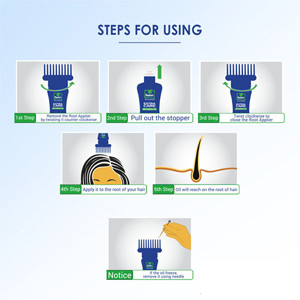 STEPS FOR USING
1st Step
Remove the Root Applier
by twisting it counter clockwise
2nd Step
Pull out the stopper
3rd Step
Twist clockwise to
close the Root Applier
4th Step
Apply it to the root of your hair
5th Step
Oil will reach on the root of your hair
Notice
If the oil freeze,
remove it using needle